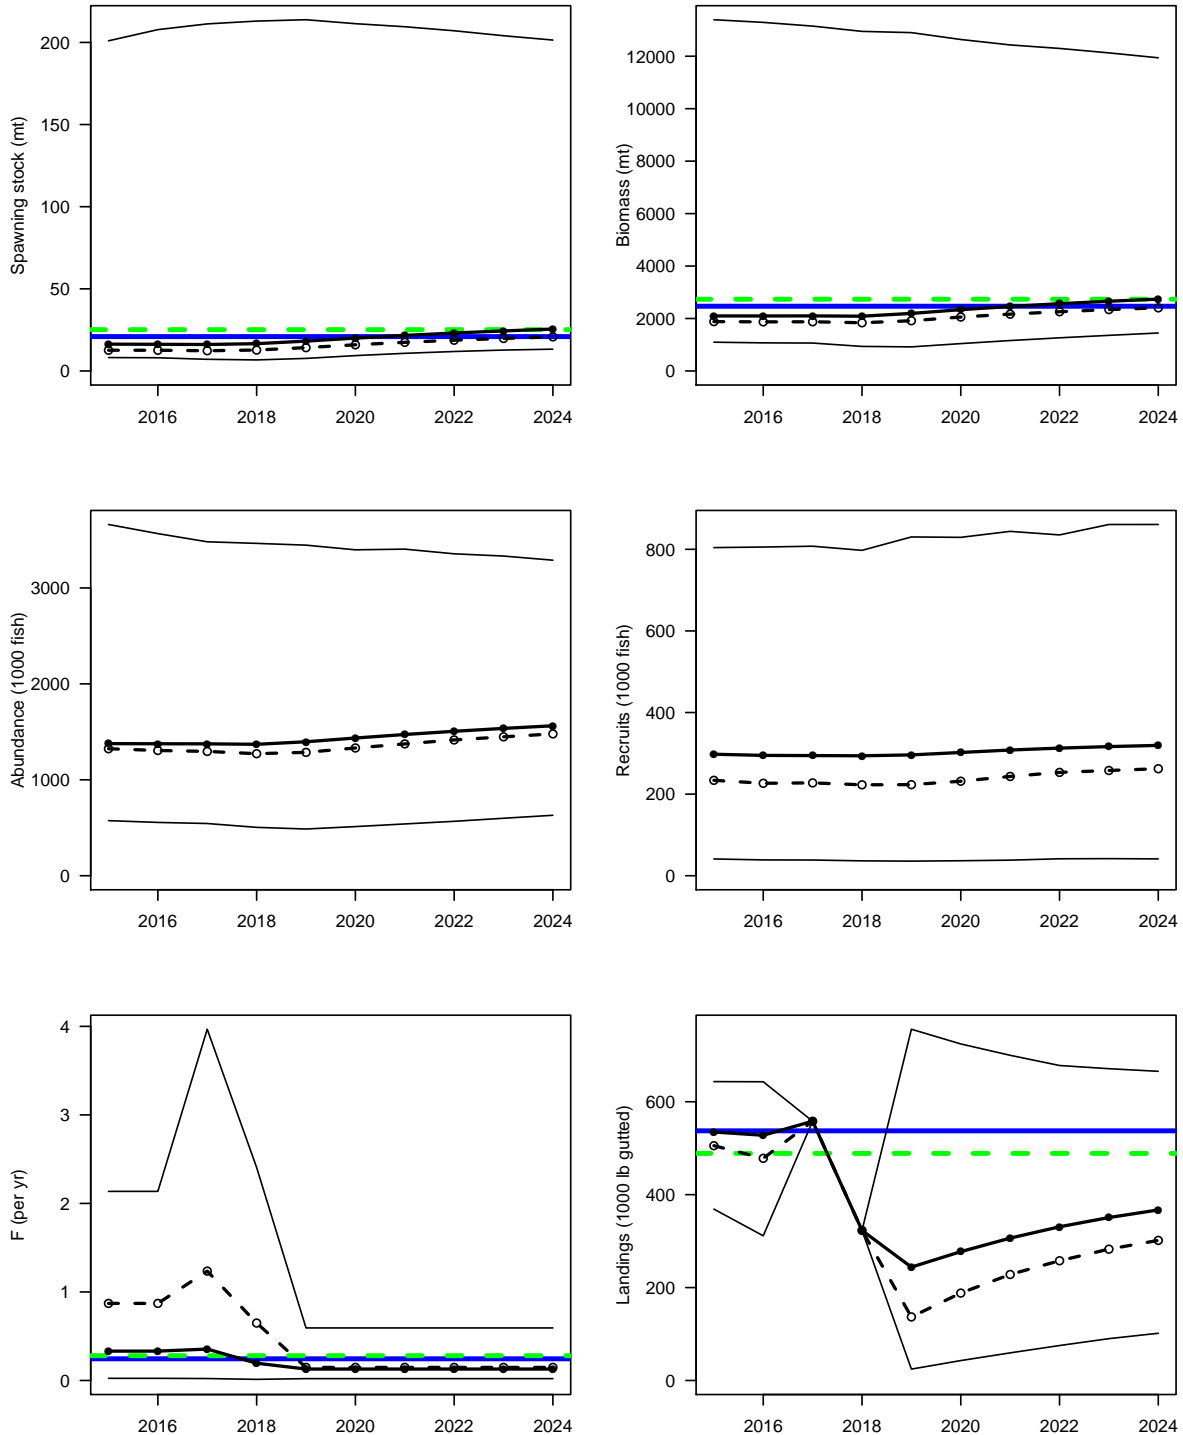 Spawning stock (mt)
200
150
100
50
0
2016 2018 2020 2022 2024
Biomass (mt)
12000
10000
8000
6000
4000
2000
0
2016 2018 2020 2022 2024
Abundance (1000 fish)
3000
2000
1000
0
2016 2018 2020 2022 2024
Recruits (1000 fish)
800
600
400
200
0
2016 2018 2020 2022 2024
F (per yr)
4
3
2
1
0
2016 2018 2020 2022 2024
Landings (1000 lb gutted)
600
400
200
0
2016 2018 2020 2022 2024